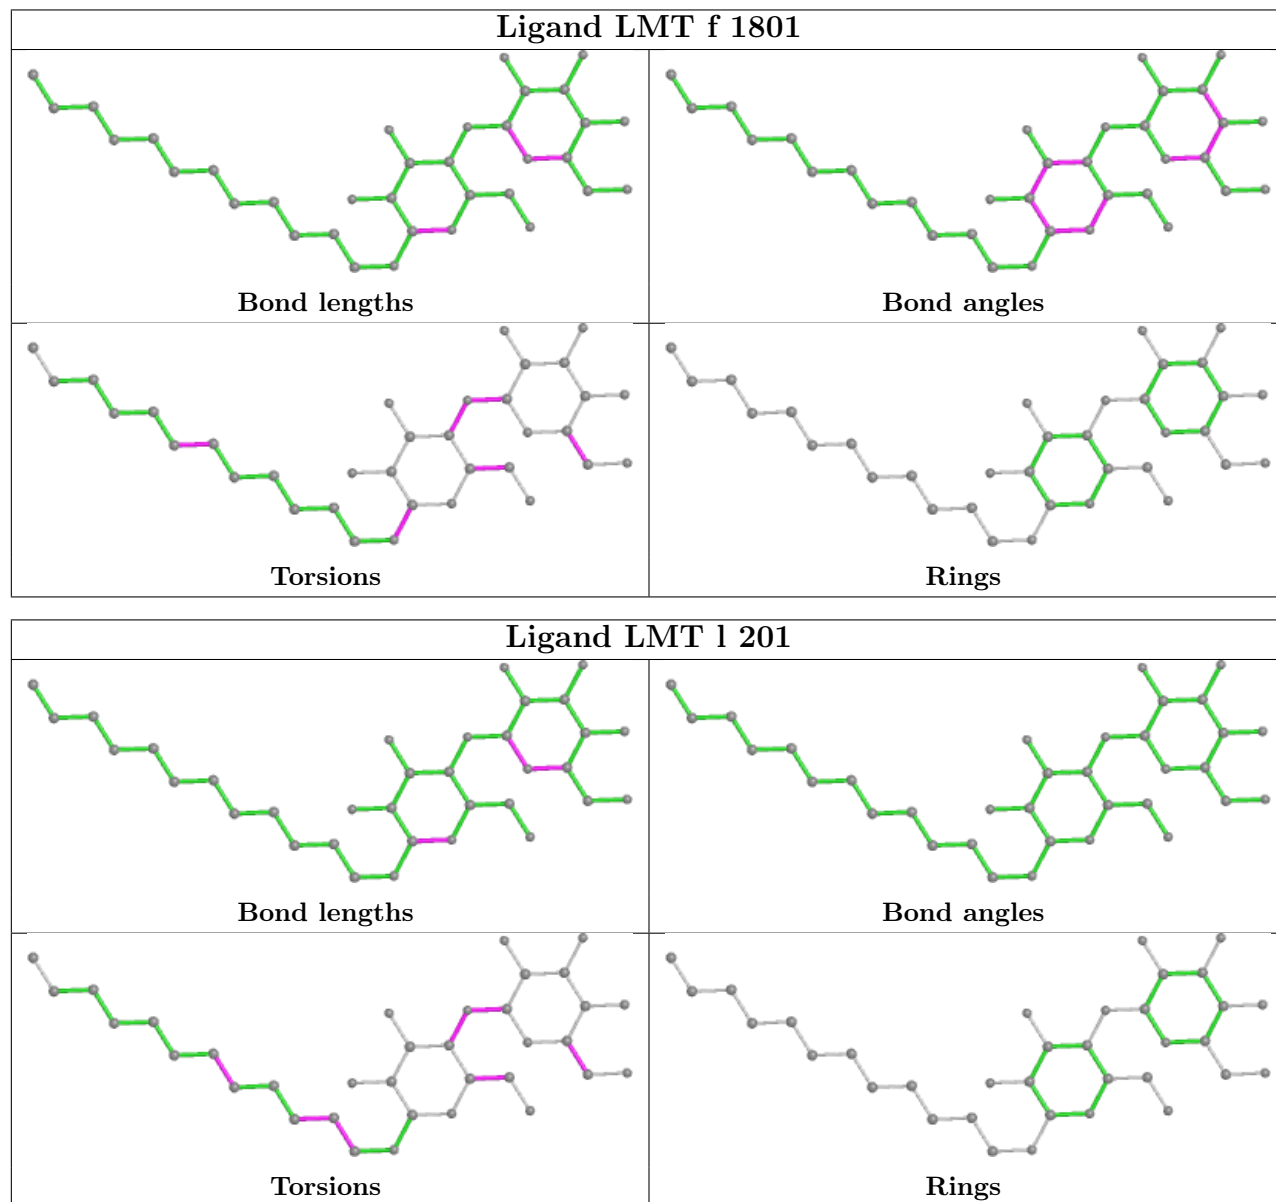 Ligand LMT f 1801
Bond lengths
Bond angles
Torsions
Rings
Ligand LMT l 201
Bond lengths
Bond angles
Torsions
Rings